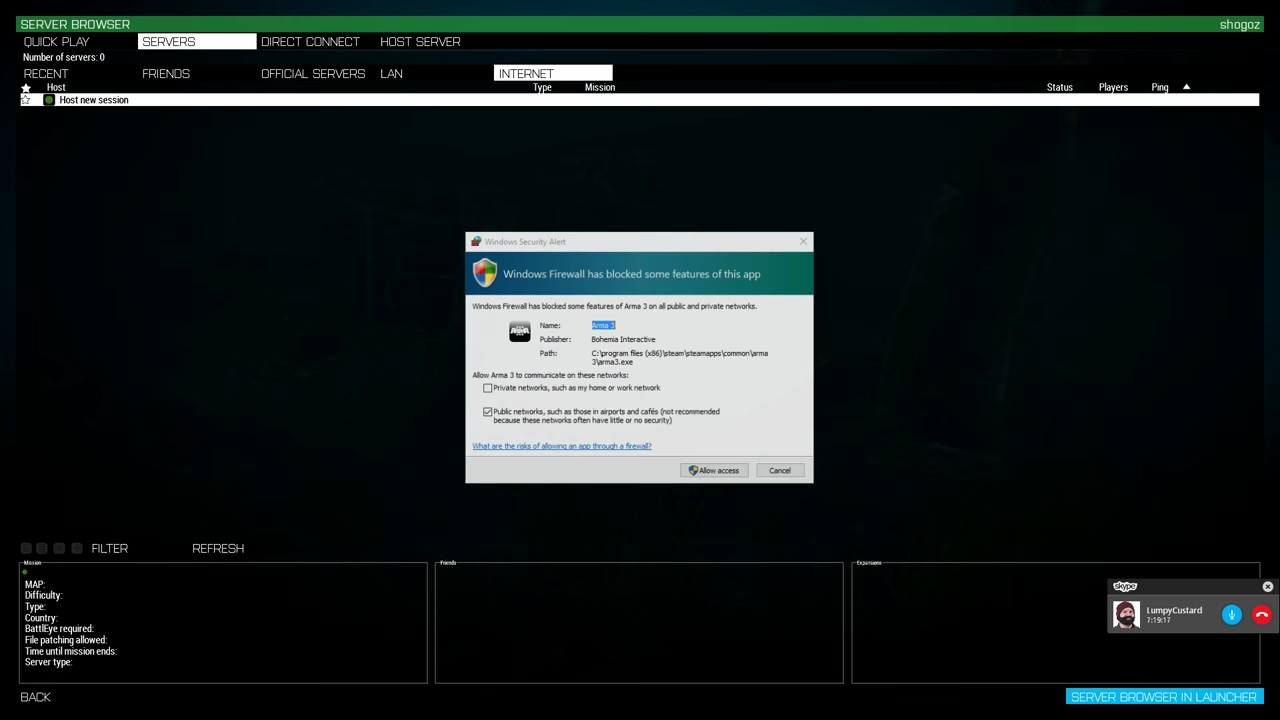 SERVER BROWSER
shogoz
QUICK PLAY
SERVERS
DIRECT CONNECT
HOST SERVER
Number of servers: 0
RECENT
FRIENDS
OFFICIAL SERVERS
LAN
INTERNET
Host
Type
Mission
Status
Players
Ping
Host new session
Windows Security Alert
Windows Firewall has blocked some features of this app
Windows Firewall has blocked some features of Arma 3 on all public and private networks.
Name: Arma 3
Publisher: Bohemia Interactive
Path: C:\program files (x86)\steam\steamapps\common\arma
3\arma3.exe
Allow Arma 3 to communicate on these networks:
Private networks, such as my home or work network
Public networks, such as those in airports and cafés (not recommended
because these networks often have little or no security)
What are the risks of allowing an app through a firewall?
Allow access
Cancel
FILTER
REFRESH
Mission
Friends
Expansions
MAP:
Difficulty:
Type:
Country:
BattlEye required:
File patching allowed:
Time until mission ends:
Server type:
skype
LumpyCustard
7:19:17
BACK
SERVER BROWSER IN LAUNCHER